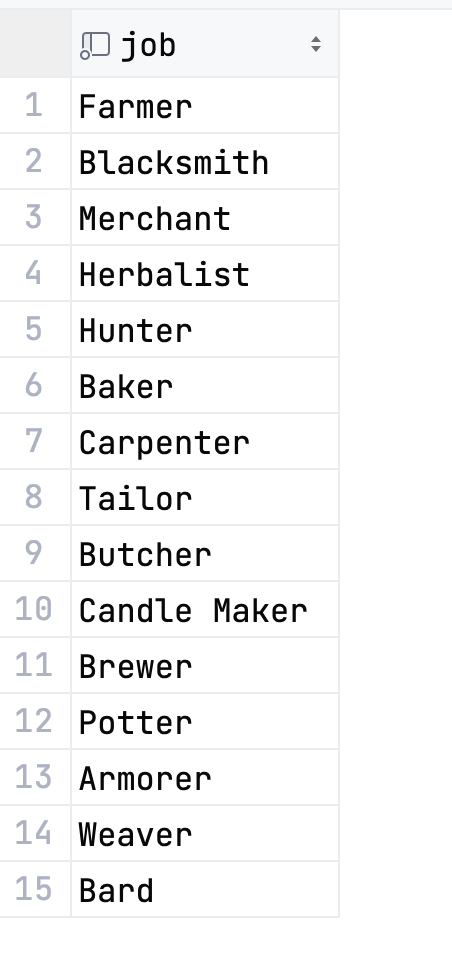 job
1 Farmer
2 Blacksmith
3 Merchant
4 Herbalist
5 Hunter
6 Baker
7 Carpenter
8 Tailor
9 Butcher
10 Candle Maker
11 Brewer
12 Potter
13 Armorer
14 Weaver
15 Bard